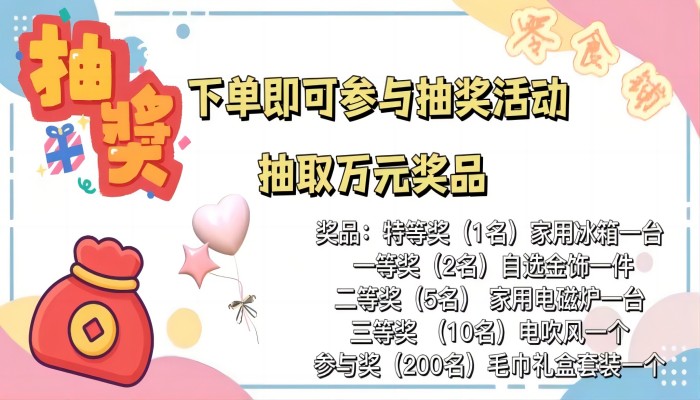 抽奖
零食铺
下单即可参与抽奖活动
抽取万元奖品
奖品：特等奖（1名）家用冰箱一台
一等奖（2名）自选金饰一件
二等奖（5名） 家用电磁炉一台
三等奖 （10名）电吹风一个
参与奖（200名）毛巾礼盒套装一个